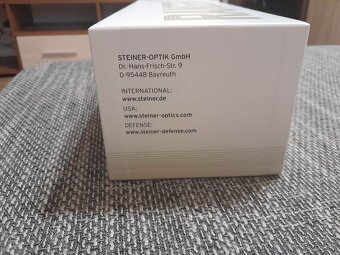 STEINER-OPTIK GmbH
Dr.-Hans-Frisch-Str. 9
D-95448 Bayreuth
INTERNATIONAL:
www.steiner.de
USA:
www.steiner-optics.com
DEFENSE:
www.steiner-defense.com